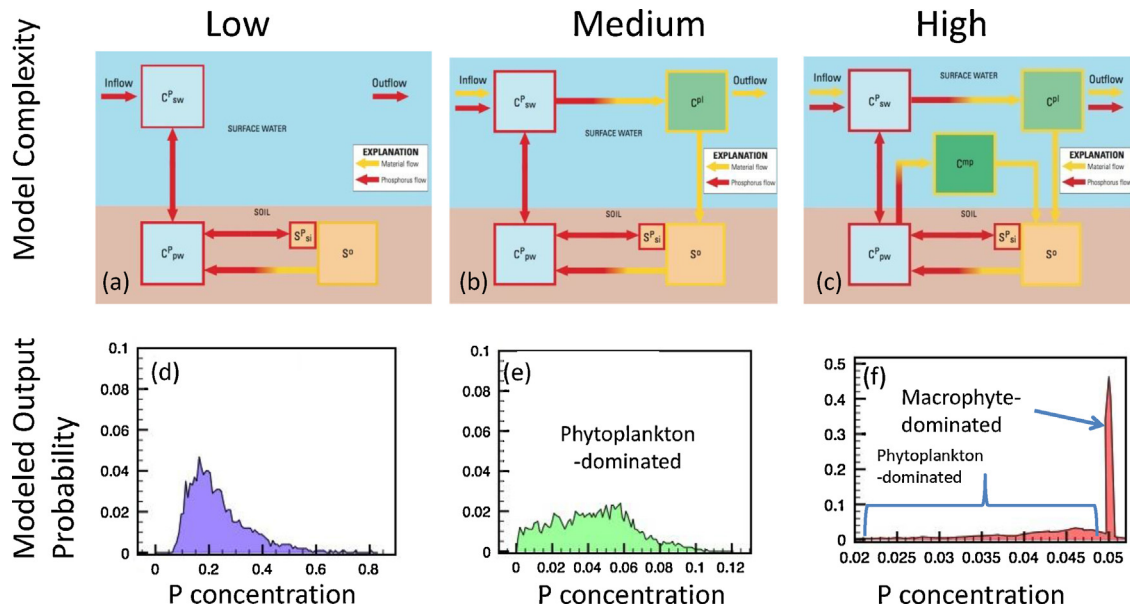 Low Medium High
Model Complexity
Inflow
Outflow
C^P_sw
SURFACE WATER
EXPLANATION
Material flow
Phosphorus flow
SOIL
C^P_pw
S^P_si
S^o
(a)
Inflow
Outflow
C^P_sw
C^pl
SURFACE WATER
EXPLANATION
Material flow
Phosphorus flow
SOIL
C^P_pw
S^P_si
S^o
(b)
Inflow
SURFACE WATER
Outflow
C^P_sw
C^pl
C^mp
EXPLANATION
Material flow
Phosphorus flow
SOIL
C^P_pw
S^P_si
S^o
(c)
Modeled Output
Probability
(d)
0.1
0.08
0.06
0.04
0.02
0
0 0.2 0.4 0.6 0.8
P concentration
(e)
0.1
0.08
0.06
0.04
0.02
0
Phytoplankton
-dominated
0 0.02 0.04 0.06 0.08 0.10 0.12
P concentration
(f)
0.5
0.4
0.3
0.2
0.1
0
Macrophyte-
dominated
Phytoplankton
-dominated
0.02 0.025 0.03 0.035 0.04 0.045 0.05
P concentration